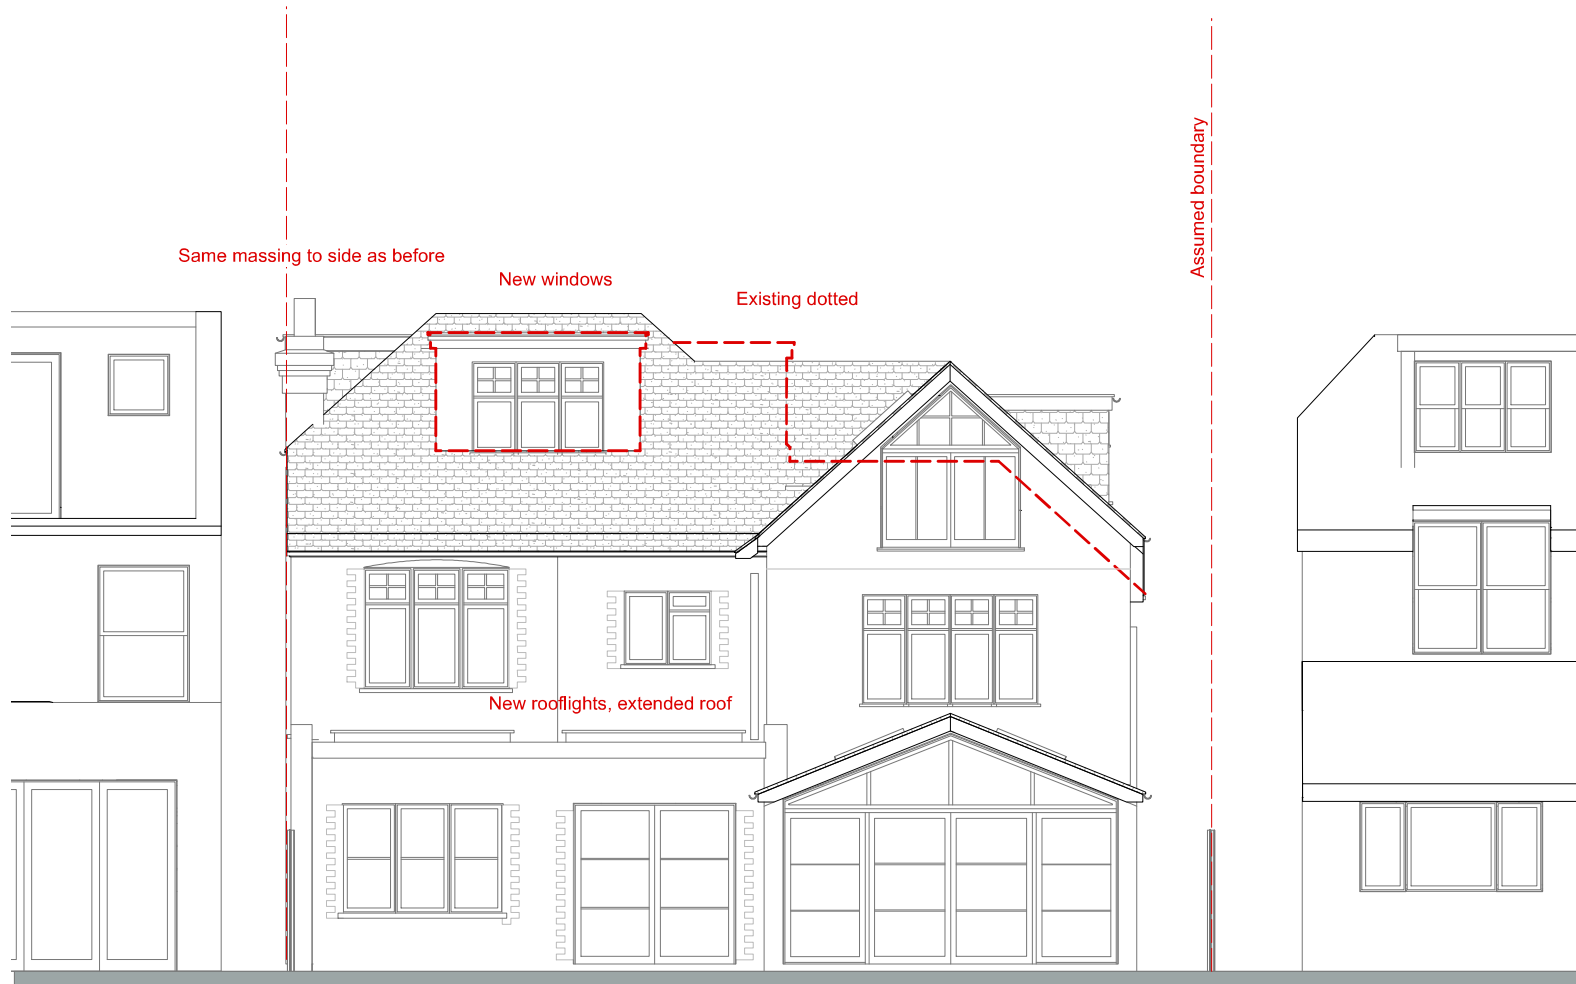 Assumed boundary
Same massing to side as before
New windows
Existing dotted
New rooflights, extended roof